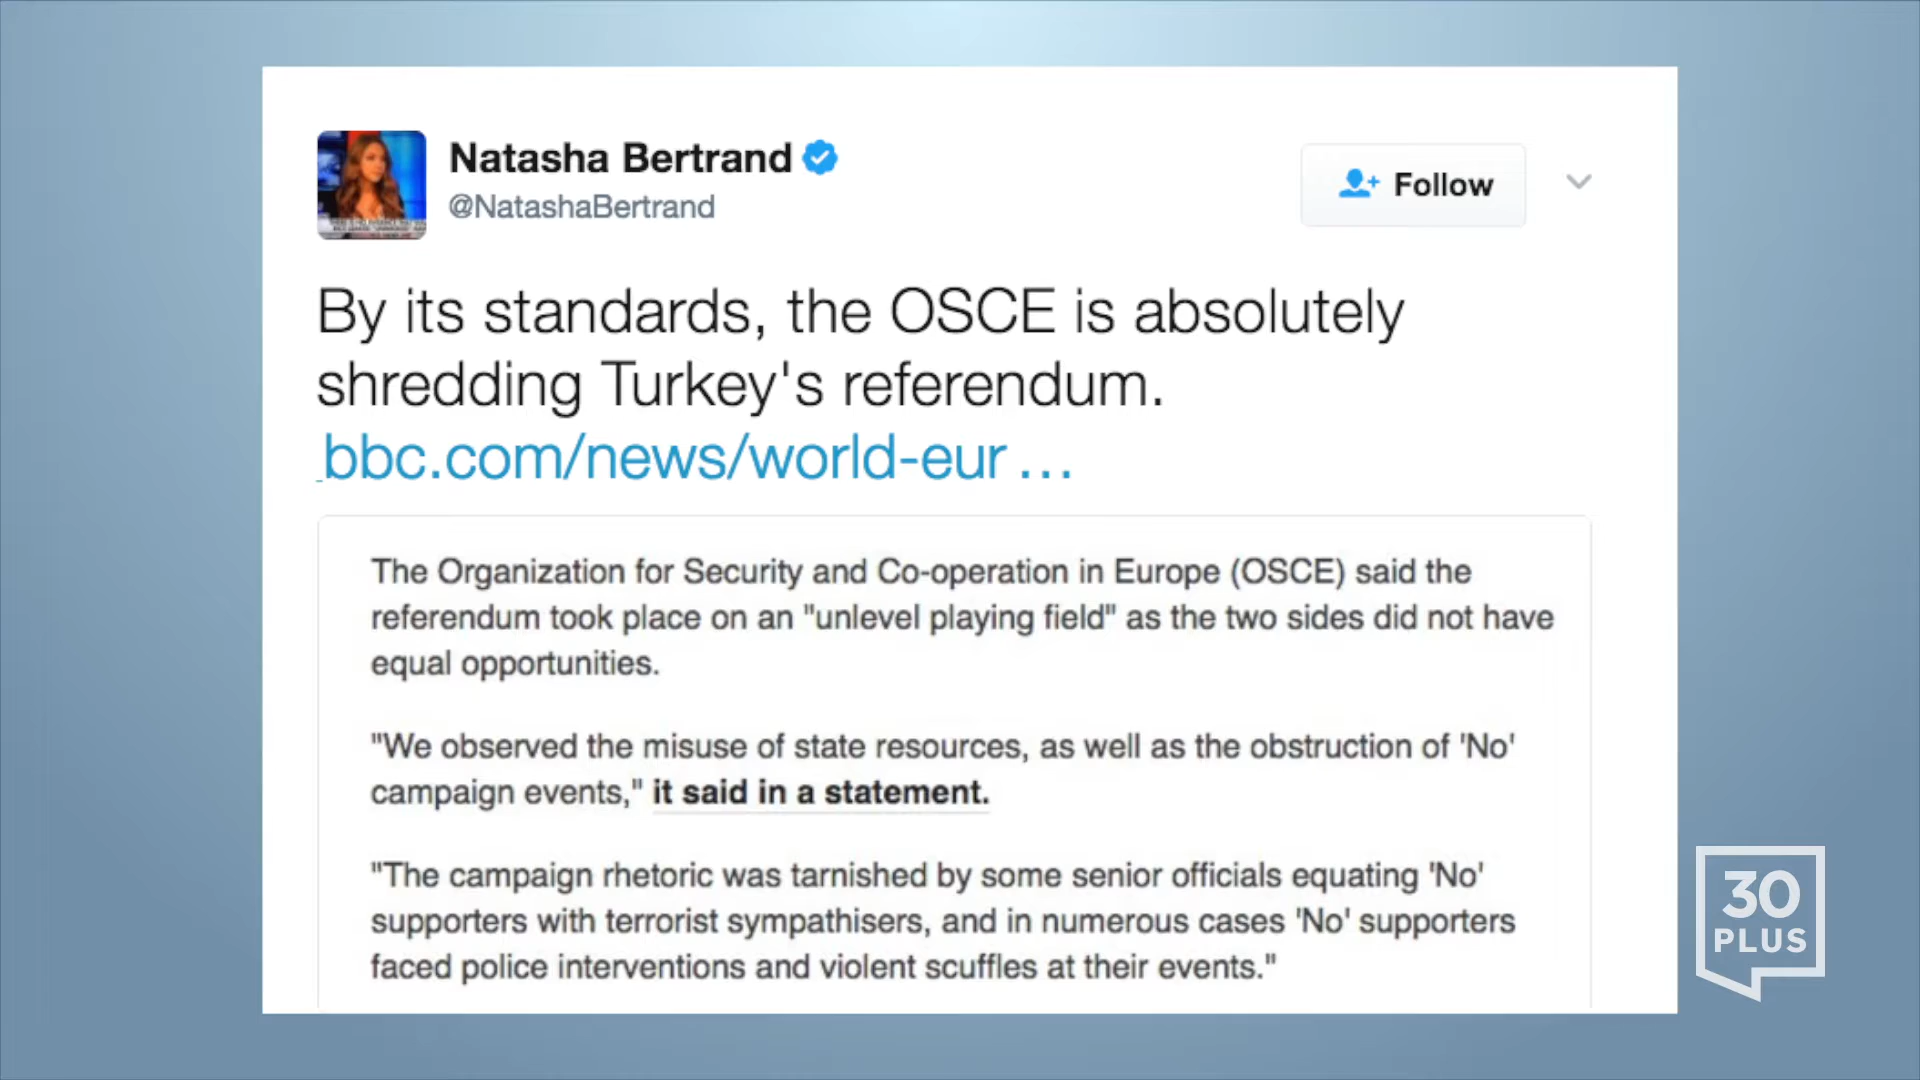 Natasha Bertrand
@NatashaBertrand
Follow
By its standards, the OSCE is absolutely
shredding Turkey's referendum.
bbc.com/news/world-eur …
The Organization for Security and Co-operation in Europe (OSCE) said the
referendum took place on an "unlevel playing field" as the two sides did not have
equal opportunities.
"We observed the misuse of state resources, as well as the obstruction of 'No'
campaign events," it said in a statement.
"The campaign rhetoric was tarnished by some senior officials equating 'No'
supporters with terrorist sympathisers, and in numerous cases 'No' supporters
faced police interventions and violent scuffles at their events."
30
PLUS